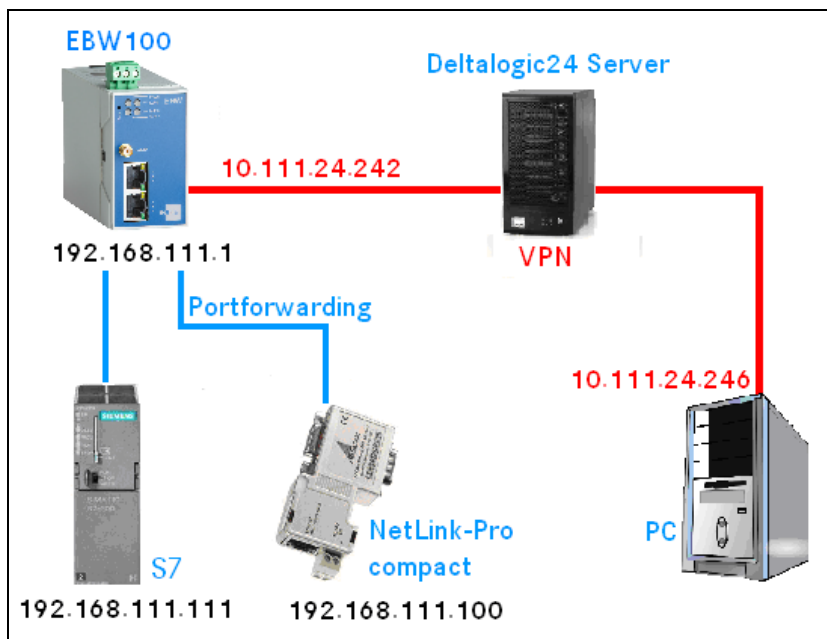 EBW100
Deltalogic24 Server
10.111.24.242
192.168.111.1
VPN
Portforwarding
10.111.24.246
SIEMENS
NetLink-Pro
compact
PC
S7
192.168.111.111
192.168.111.100